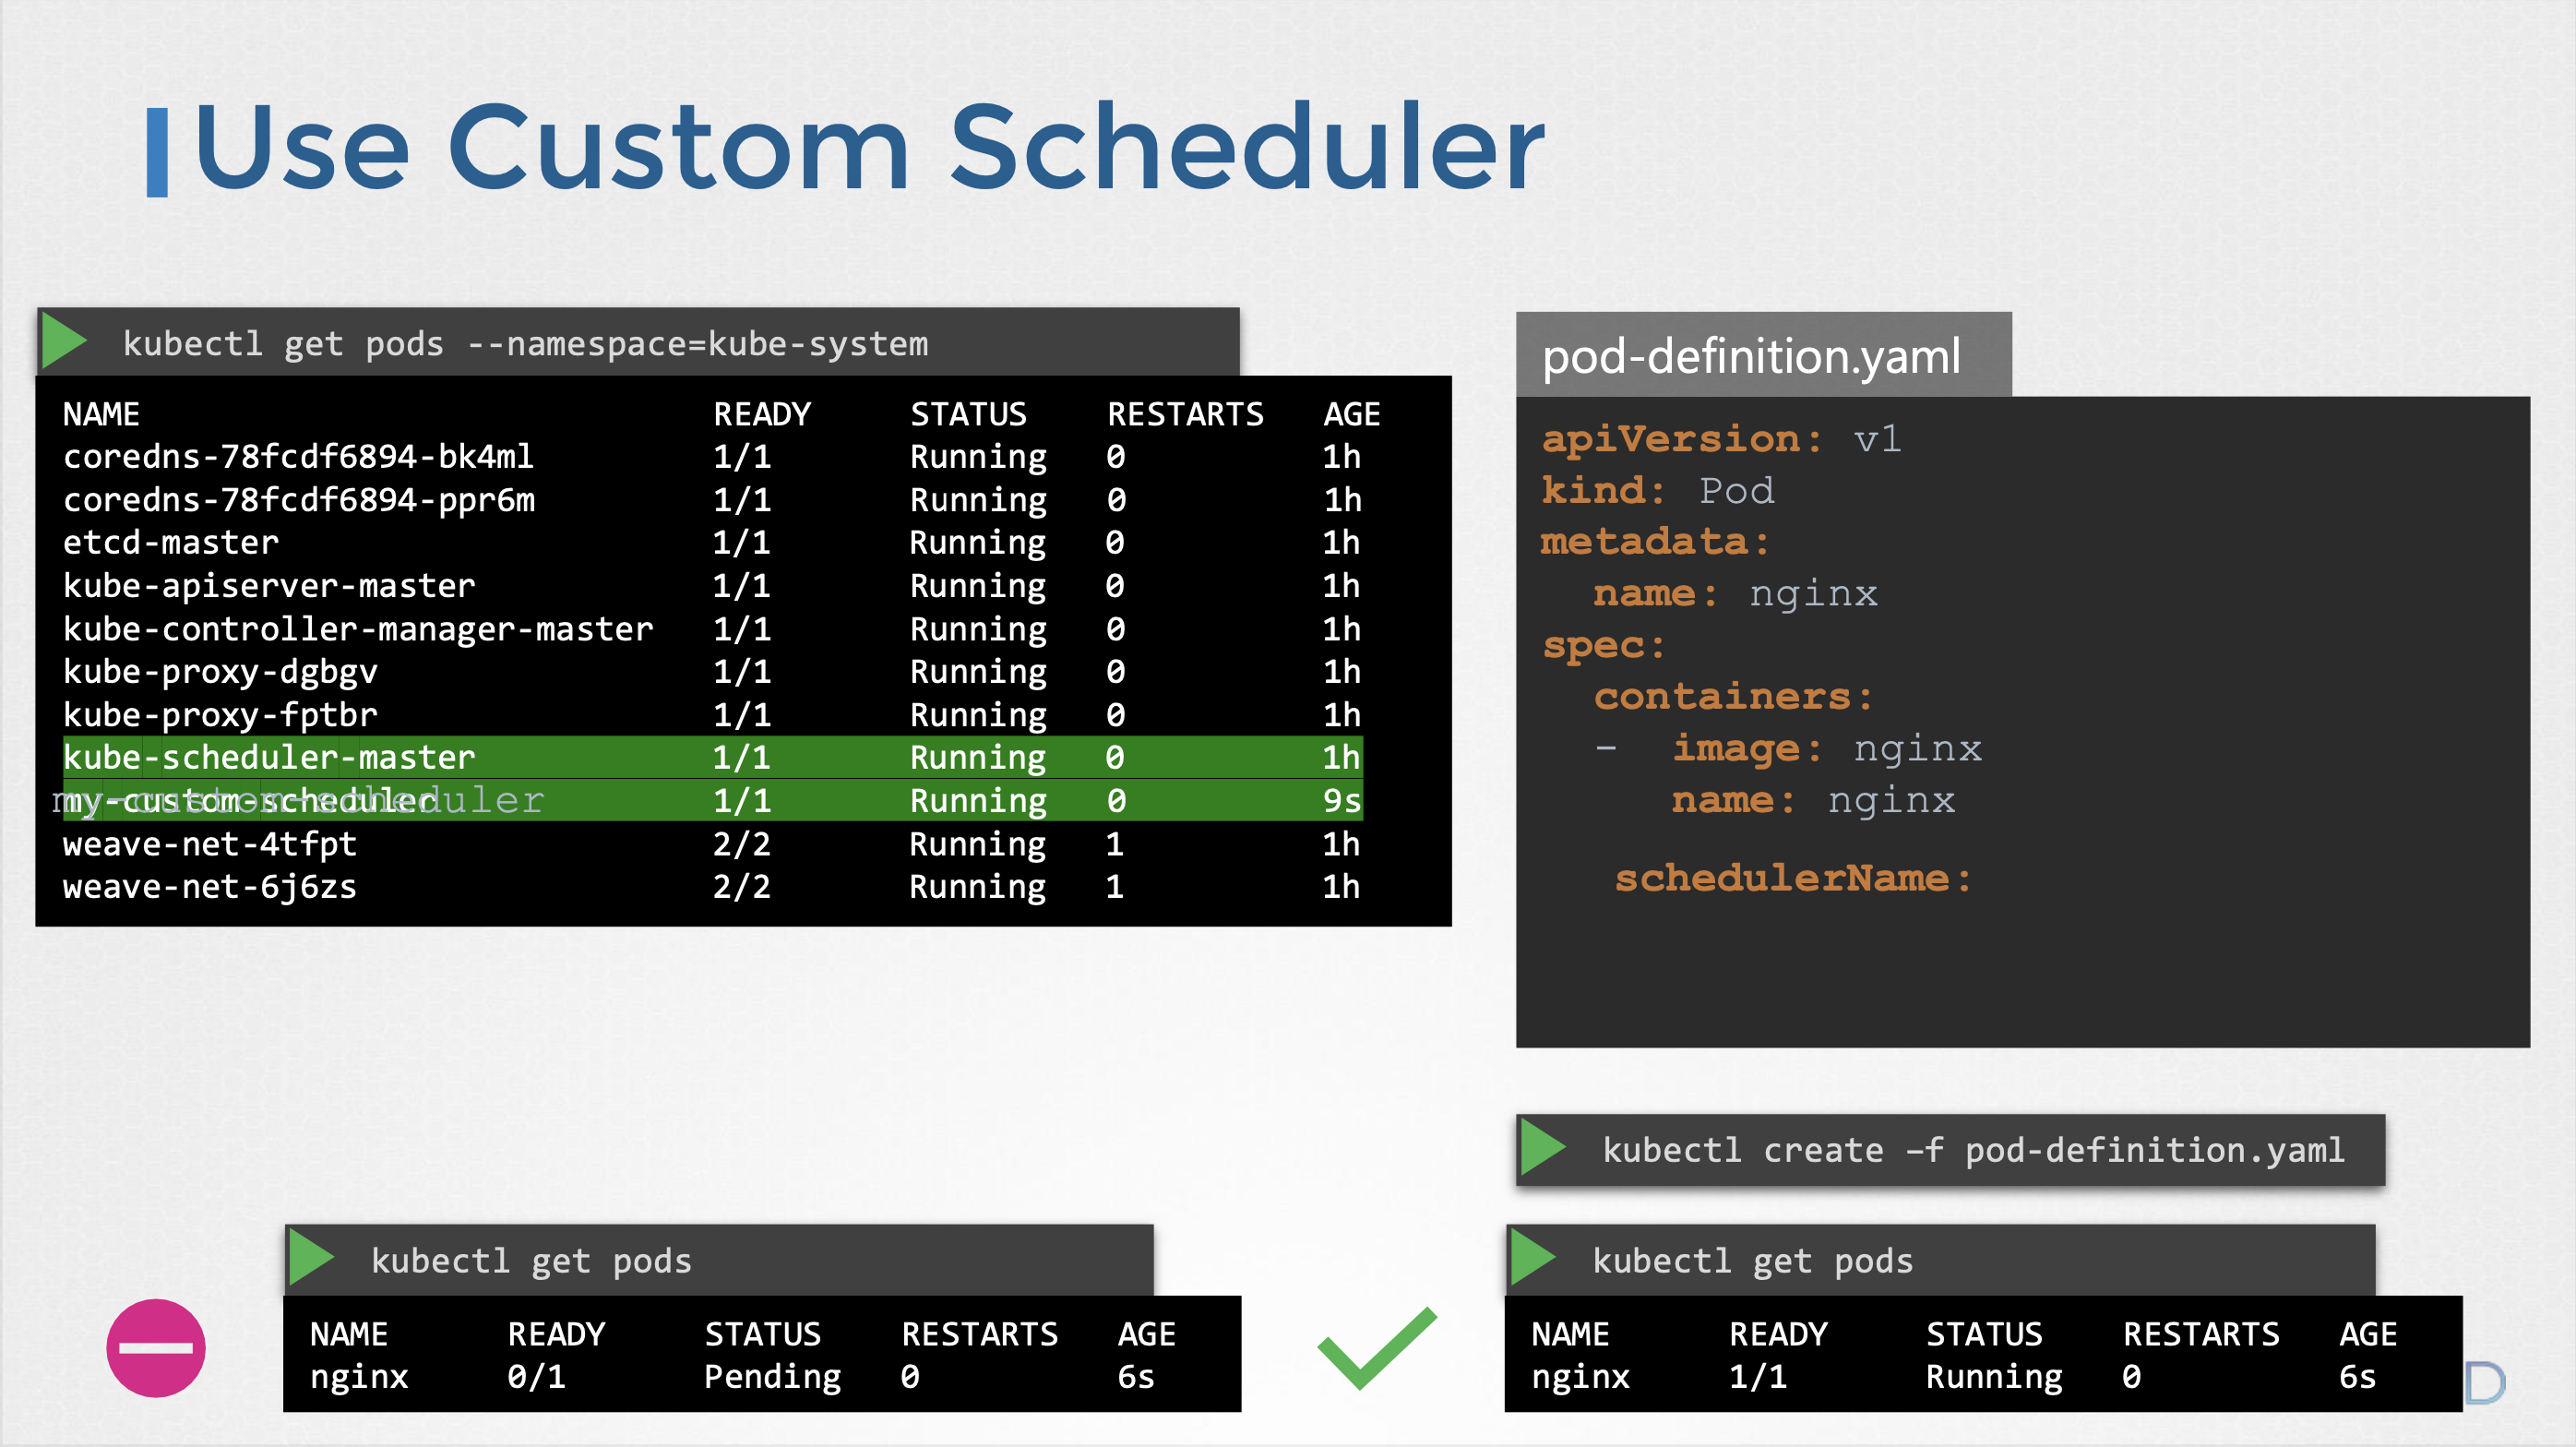 Use Custom Scheduler
kubectl get pods --namespace=kube-system
NAME READY STATUS RESTARTS AGE
coredns-78fcdf6894-bk4ml 1/1 Running 0 1h
coredns-78fcdf6894-ppr6m 1/1 Running 0 1h
etcd-master 1/1 Running 0 1h
kube-apiserver-master 1/1 Running 0 1h
kube-controller-manager-master 1/1 Running 0 1h
kube-proxy-dgbgv 1/1 Running 0 1h
kube-proxy-fptbr 1/1 Running 0 1h
kube-scheduler-master 1/1 Running 0 1h
my-custom-scheduler 1/1 Running 0 9s
my-custom-scheduler
weave-net-4tfpt 2/2 Running 1 1h
weave-net-6j6zs 2/2 Running 1 1h
pod-definition.yaml
apiVersion: v1
kind: Pod
metadata:
name: nginx
spec:
containers:
- image: nginx
name: nginx
schedulerName:
kubectl create –f pod-definition.yaml
kubectl get pods
NAME READY STATUS RESTARTS AGE
nginx 0/1 Pending 0 6s
kubectl get pods
NAME READY STATUS RESTARTS AGE
nginx 1/1 Running 0 6s
D